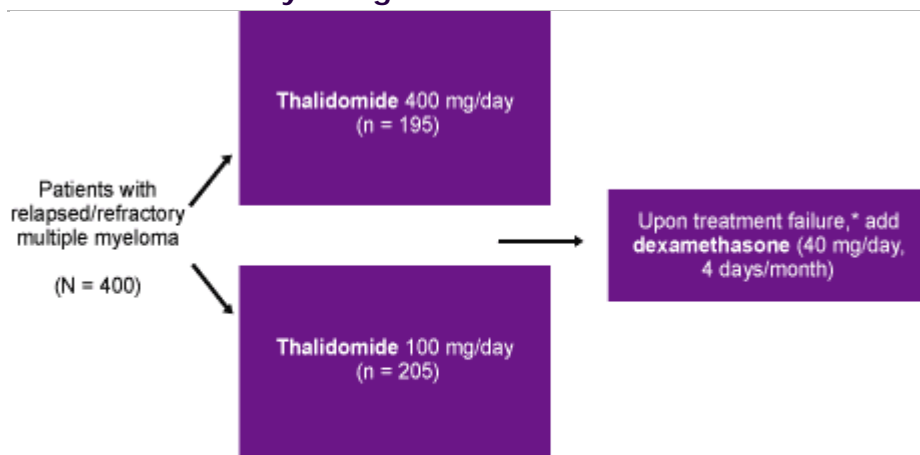 Thalidomide 400 mg/day
(n = 195)
Patients with
relapsed/refractory
multiple myeloma
(N = 400)
Upon treatment failure,* add
dexamethasone (40 mg/day,
4 days/month)
Thalidomide 100 mg/day
(n = 205)